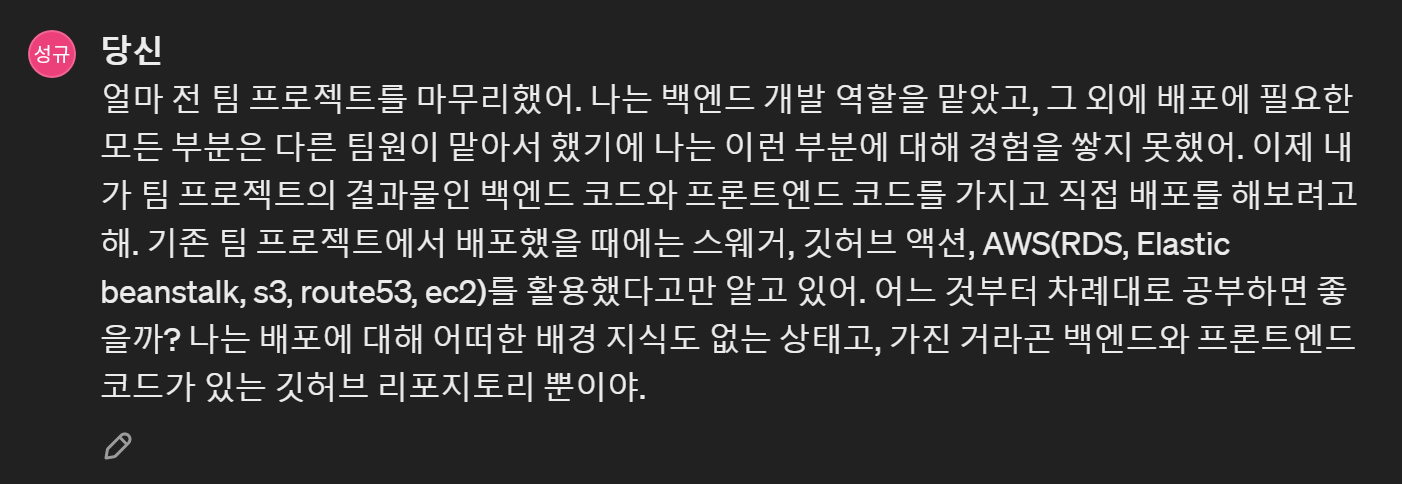 성규
당신
얼마 전 팀 프로젝트를 마무리했어. 나는 백엔드 개발 역할을 맡았고, 그 외에 배포에 필요한
모든 부분은 다른 팀원이 맡아서 했기에 나는 이런 부분에 대해 경험을 쌓지 못했어. 이제 내
가 팀 프로젝트의 결과물인 백엔드 코드와 프론트엔드 코드를 가지고 직접 배포를 해보려고
해. 기존 팀 프로젝트에서 배포했을 때에는 스웨거, 깃허브 액션, AWS(RDS, Elastic
beanstalk, s3, route53, ec2)를 활용했다고만 알고 있어. 어느 것부터 차례대로 공부하면 좋
을까? 나는 배포에 대해 어떠한 배경 지식도 없는 상태고, 가진 거라곤 백엔드와 프론트엔드
코드가 있는 깃허브 리포지토리 뿐이야.